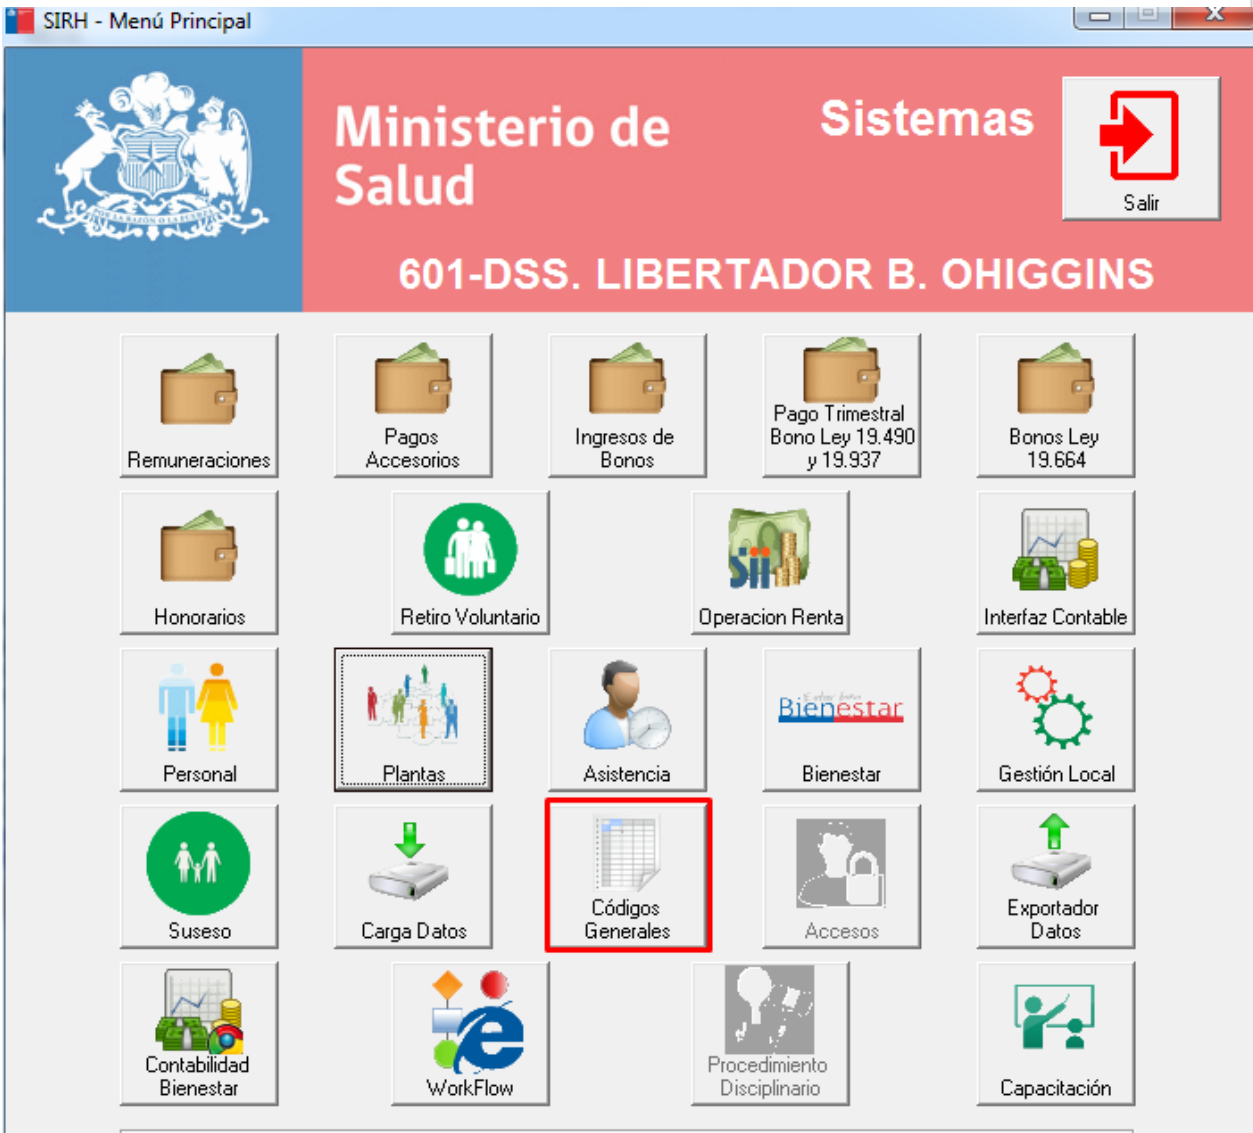 SIRH - Menú Principal
Ministerio de
Salud
Sistemas
Salir
601-DSS. LIBERTADOR B. OHIGGINS
Remuneraciones
Pagos
Accesorios
Ingresos de
Bonos
Pago Trimestral
Bono Ley 19.490
y 19.937
Bonos Ley
19.664
Honorarios
Retiro Voluntario
Sii
Operacion Renta
Interfaz Contable
Personal
Plantas
Asistencia
Bienestar
Bienestar
Gestión Local
Suseso
Carga Datos
Códigos
Generales
Accesos
Exportador
Datos
Contabilidad
Bienestar
WorkFlow
Procedimiento
Disciplinario
Capacitación